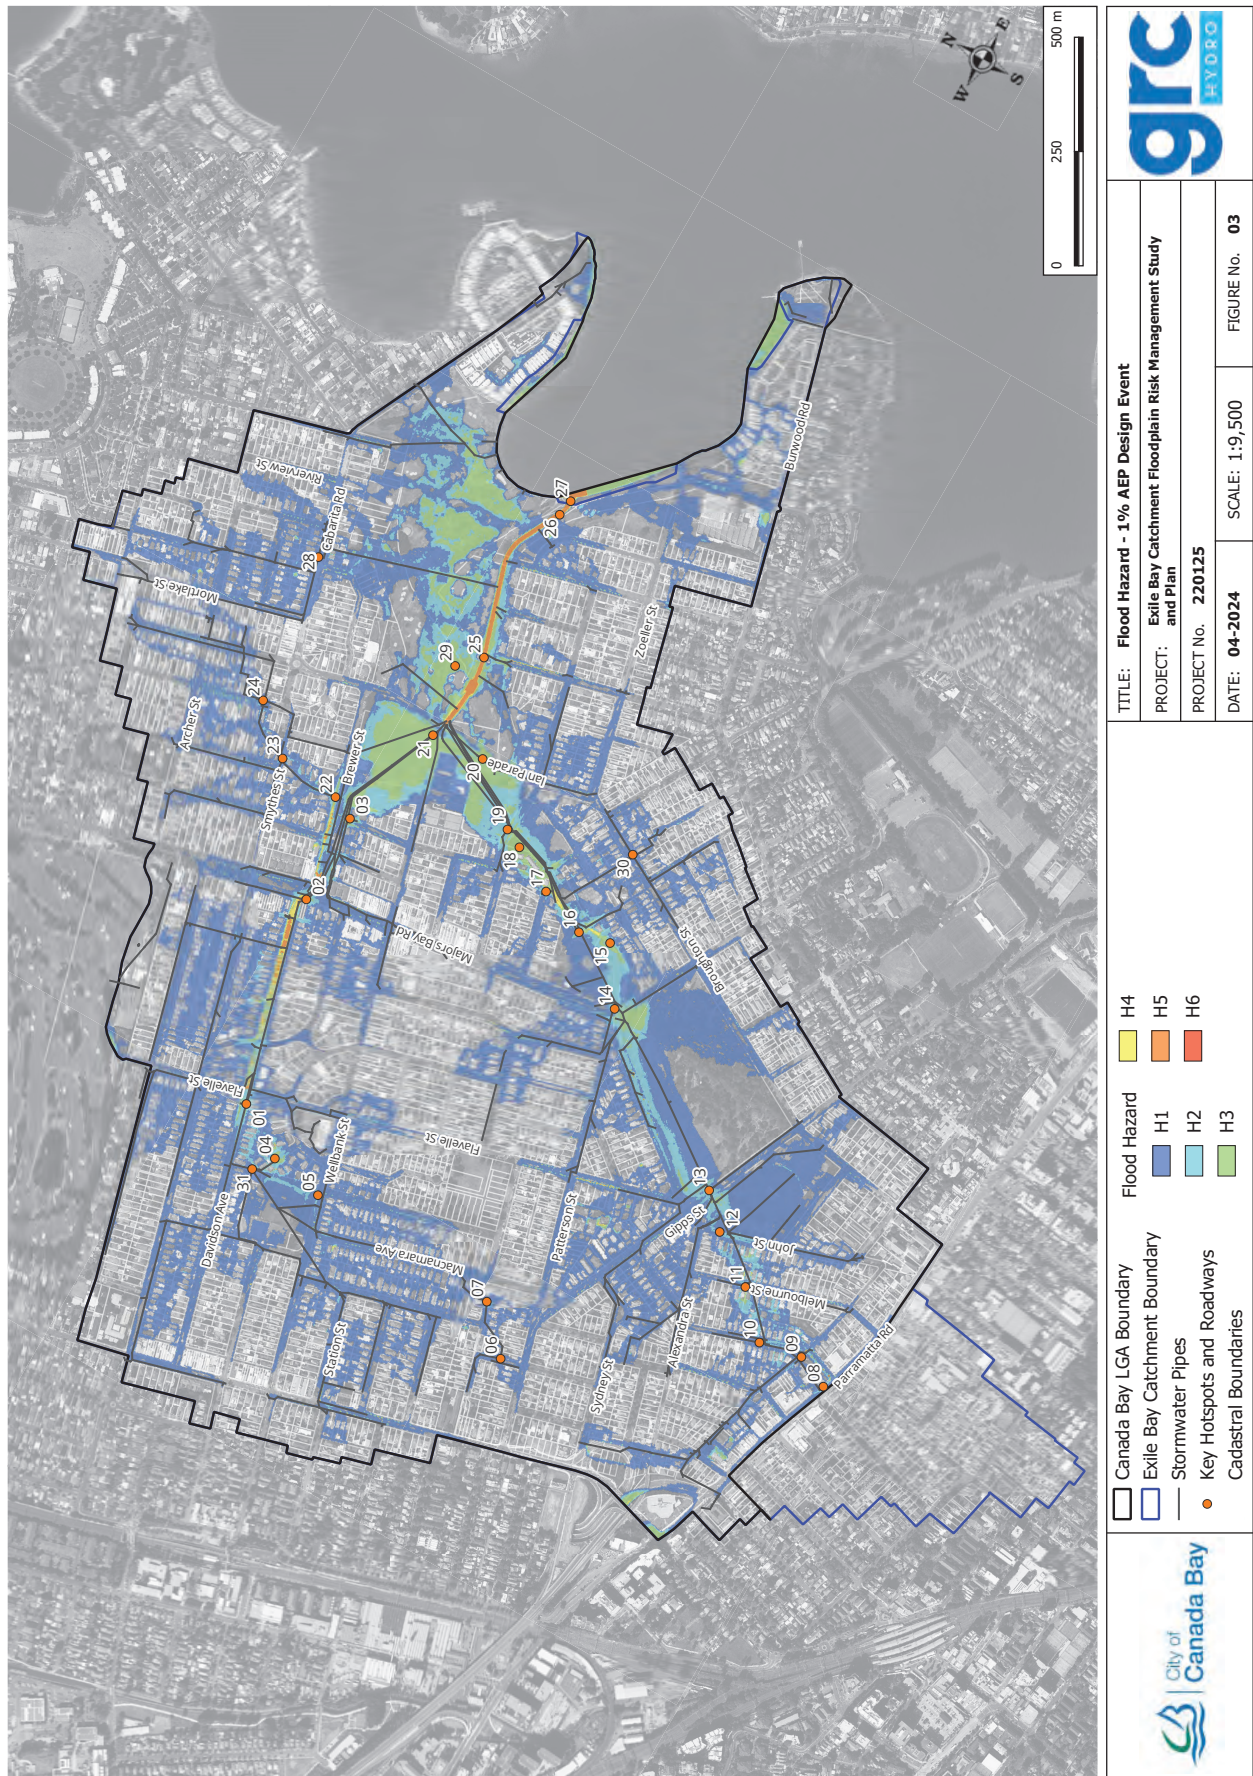 500 m
250
0
N
E
S
W
Riverview St
Cabarita Rd
28
Mortlake St
Archer St
24
23
Smythes St
22
Brewer St
03
02
Majors Bay Rd
21
29
25
26
27
Burwood Rd
Zoeller St
Ian Parade
20
19
18
17
16
15
14
30
Broughton St
Flavelle St
01
04
31
05
Wellbank St
Flavelle St
Davidson Ave
Macnamara Ave
Station St
07
06
Patterson St
Gipps St
13
12
John St
11
Melbourne St
10
09
08
Parramatta Rd
Alexandra St
Sydney St
City of
Canada Bay
Canada Bay LGA Boundary
Exile Bay Catchment Boundary
Stormwater Pipes
Key Hotspots and Roadways
Cadastral Boundaries
Flood Hazard
H1
H2
H3
H4
H5
H6
TITLE: Flood Hazard - 1% AEP Design Event
PROJECT: Exile Bay Catchment Floodplain Risk Management Study
and Plan
PROJECT No. 220125
DATE: 04-2024
SCALE: 1:9,500
FIGURE No. 03
grc
HYDRO